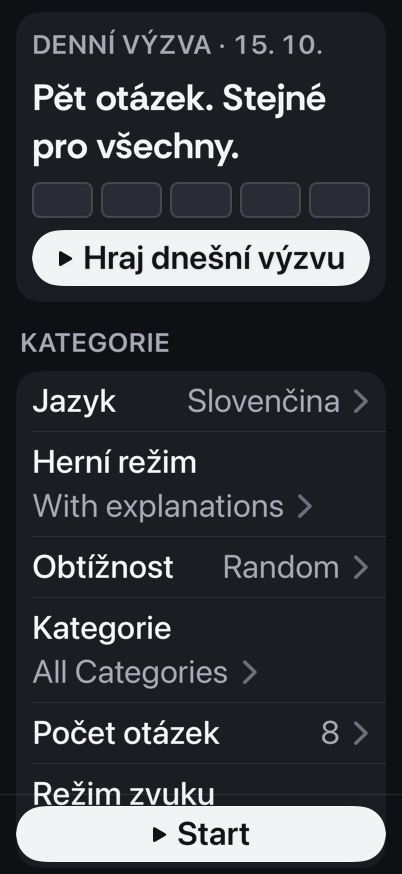 DENNÍ VÝZVA · 15. 10.
Pět otázek. Stejné
pro všechny.
Hraj dnešní výzvu
KATEGORIE
Jazyk Slovenčina
Herní režim
With explanations
Obtížnost Random
Kategorie
All Categories
Počet otázek 8
Režim zvuku
Start